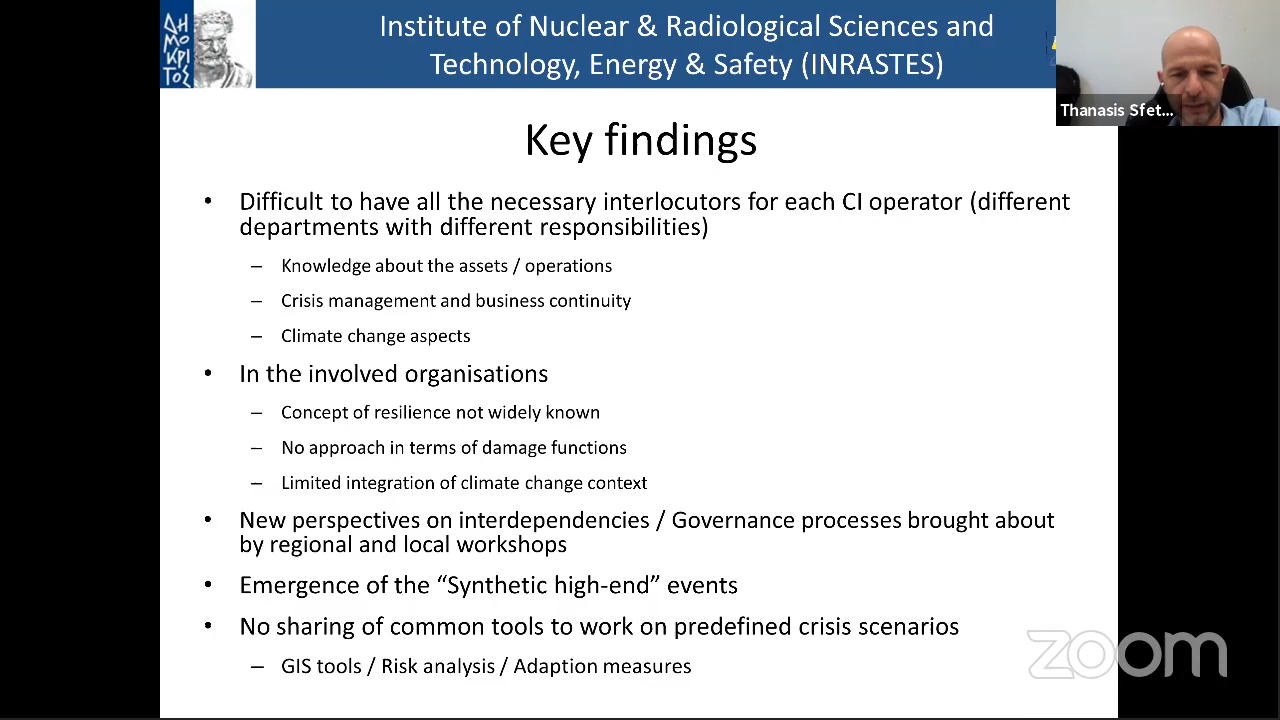 ΔΗ
ΜΟ
ΚΡΙ
ΤΟΣ
Institute of Nuclear & Radiological Sciences and
Technology, Energy & Safety (INRASTES)
Thanasis Sfet...
Key findings
• Difficult to have all the necessary interlocutors for each CI operator (different
departments with different responsibilities)
– Knowledge about the assets / operations
– Crisis management and business continuity
– Climate change aspects
• In the involved organisations
– Concept of resilience not widely known
– No approach in terms of damage functions
– Limited integration of climate change context
• New perspectives on interdependencies / Governance processes brought about
by regional and local workshops
• Emergence of the “Synthetic high-end” events
• No sharing of common tools to work on predefined crisis scenarios
– GIS tools / Risk analysis / Adaption measures
zoom